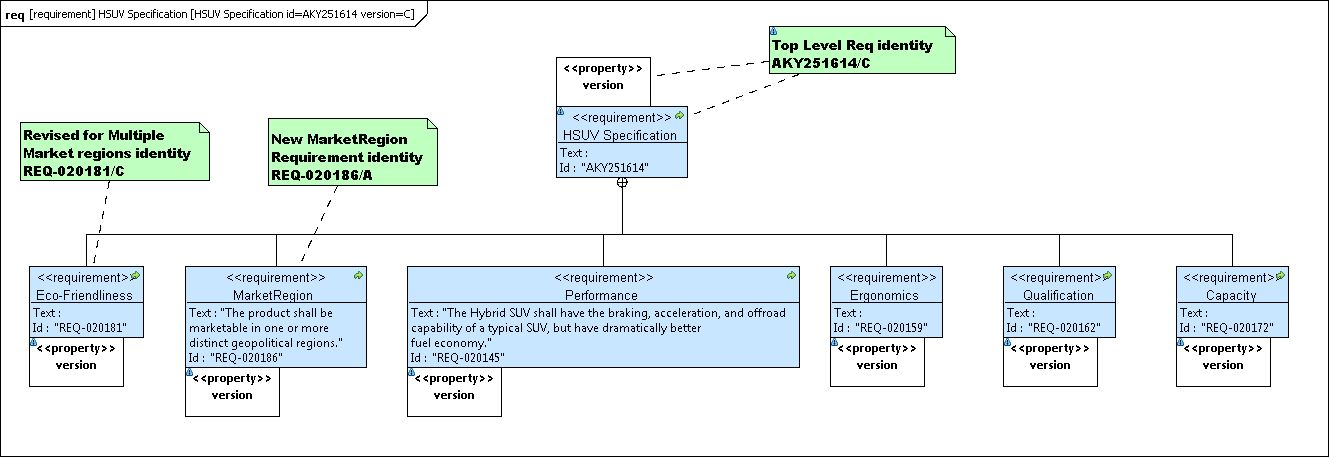 req [requirement] HSUV Specification [HSUV Specification id=AKY251614 version=C]
Top Level Req identity
AKY251614/C
<<property>>
version
<<requirement>>
HSUV Specification
Text :
Id : "AKY251614"
Revised for Multiple
Market regions identity
REQ-020181/C
New MarketRegion
Requirement identity
REQ-020186/A
<<requirement>>
Eco-Friendliness
Text :
Id : "REQ-020181"
<<property>>
version
<<requirement>>
MarketRegion
Text : "The product shall be
marketable in one or more
distinct geopolitical regions."
Id : "REQ-020186"
<<property>>
version
<<requirement>>
Performance
Text : "The Hybrid SUV shall have the braking, acceleration, and offroad
capability of a typical SUV, but have dramatically better
fuel economy."
Id : "REQ-020145"
<<property>>
version
<<requirement>>
Ergonomics
Text :
Id : "REQ-020159"
<<property>>
version
<<requirement>>
Qualification
Text :
Id : "REQ-020162"
<<property>>
version
<<requirement>>
Capacity
Text :
Id : "REQ-020172"
<<property>>
version